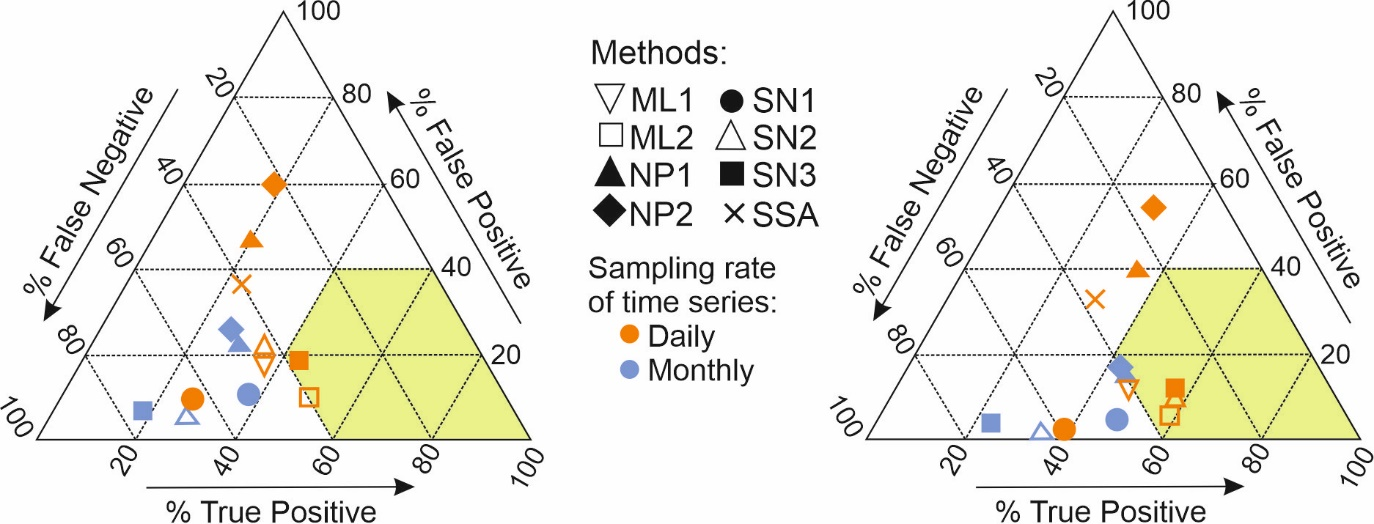 100
20
80
40
60
60
40
80
20
100
20
40
60
80
100
% False Negative
% False Positive
% True Positive
Methods:
ML1 SN1
ML2 SN2
NP1 SN3
NP2 SSA
Sampling rate
of time series:
Daily
Monthly
100
20
80
40
60
60
40
80
20
100
20
40
60
80
100
% False Negative
% False Positive
% True Positive